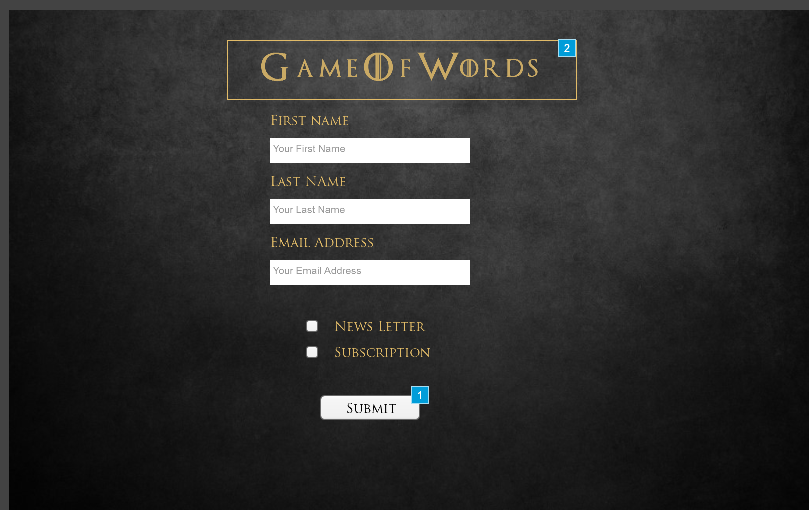 2
Game Of Words
First name
Your First Name
Last NAme
Your Last Name
Email Address
Your Email Address
News Letter
Subscription
1
Submit